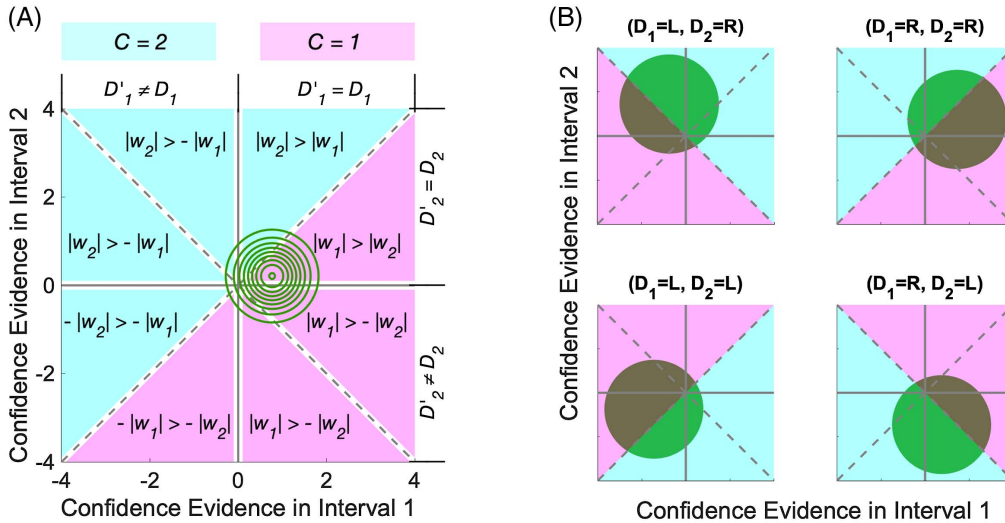 (A)
C = 2
C = 1
D'1 ≠ D1
D'1 = D1
Confidence Evidence in Interval 2
4
2
0
-2
-4
|w2| > - |w1|
|w2| > |w1|
|w2| > - |w1|
|w1| > |w2|
- |w2| > - |w1|
|w1| > - |w2|
- |w1| > - |w2|
|w1| > - |w2|
D'2 = D2
D'2 ≠ D2
-4
-2
0
2
4
Confidence Evidence in Interval 1
(B)
(D1=L, D2=R)
(D1=R, D2=R)
Confidence Evidence in Interval 2
(D1=L, D2=L)
(D1=R, D2=L)
Confidence Evidence in Interval 1